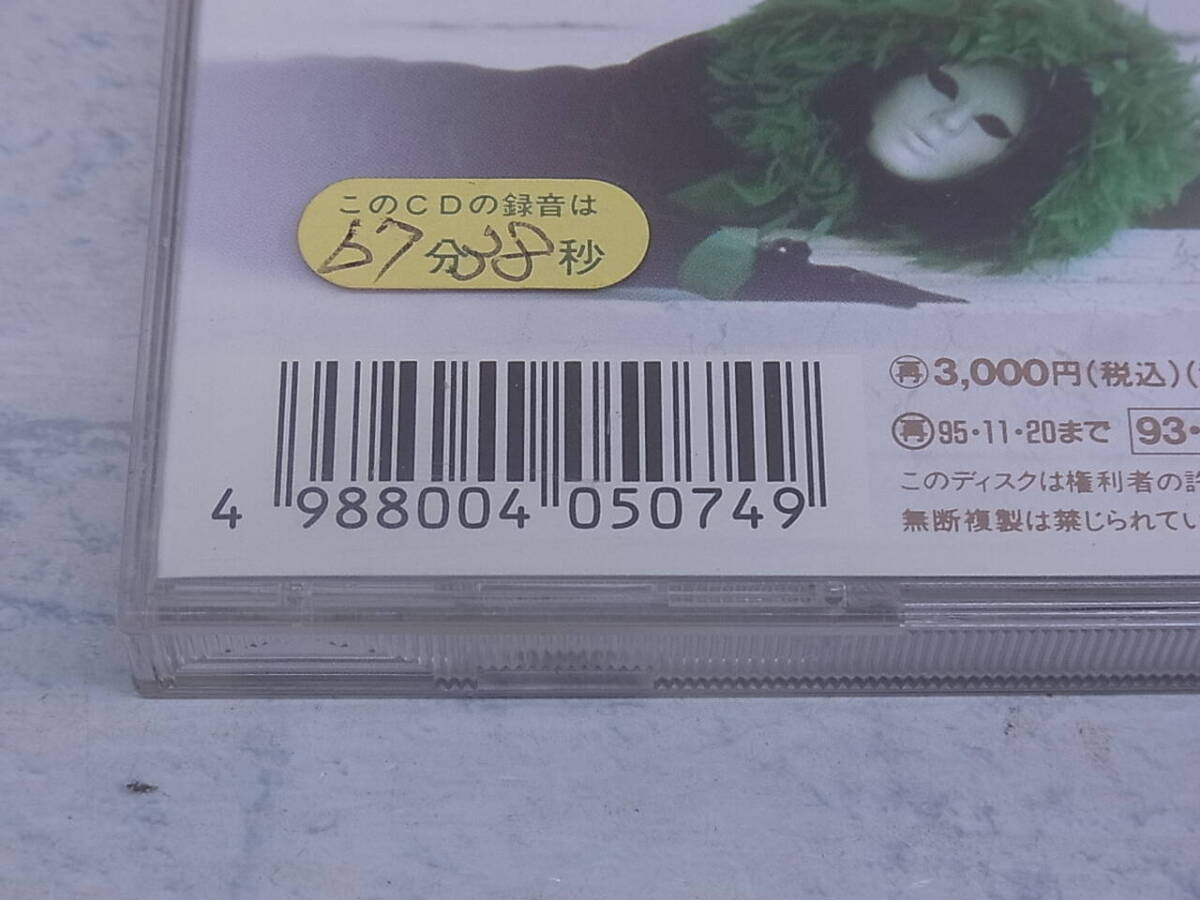 このCDの録音は
67分38秒
4 988004 050749
再 3,000円(税込)(
再 95・11・20まで 93・
このディスクは権利者の許
無断複製は禁じられてい